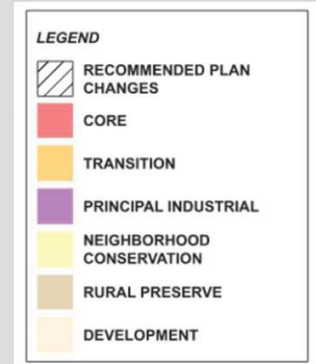 LEGEND
RECOMMENDED PLAN
CHANGES
CORE
TRANSITION
PRINCIPAL INDUSTRIAL
NEIGHBORHOOD
CONSERVATION
RURAL PRESERVE
DEVELOPMENT